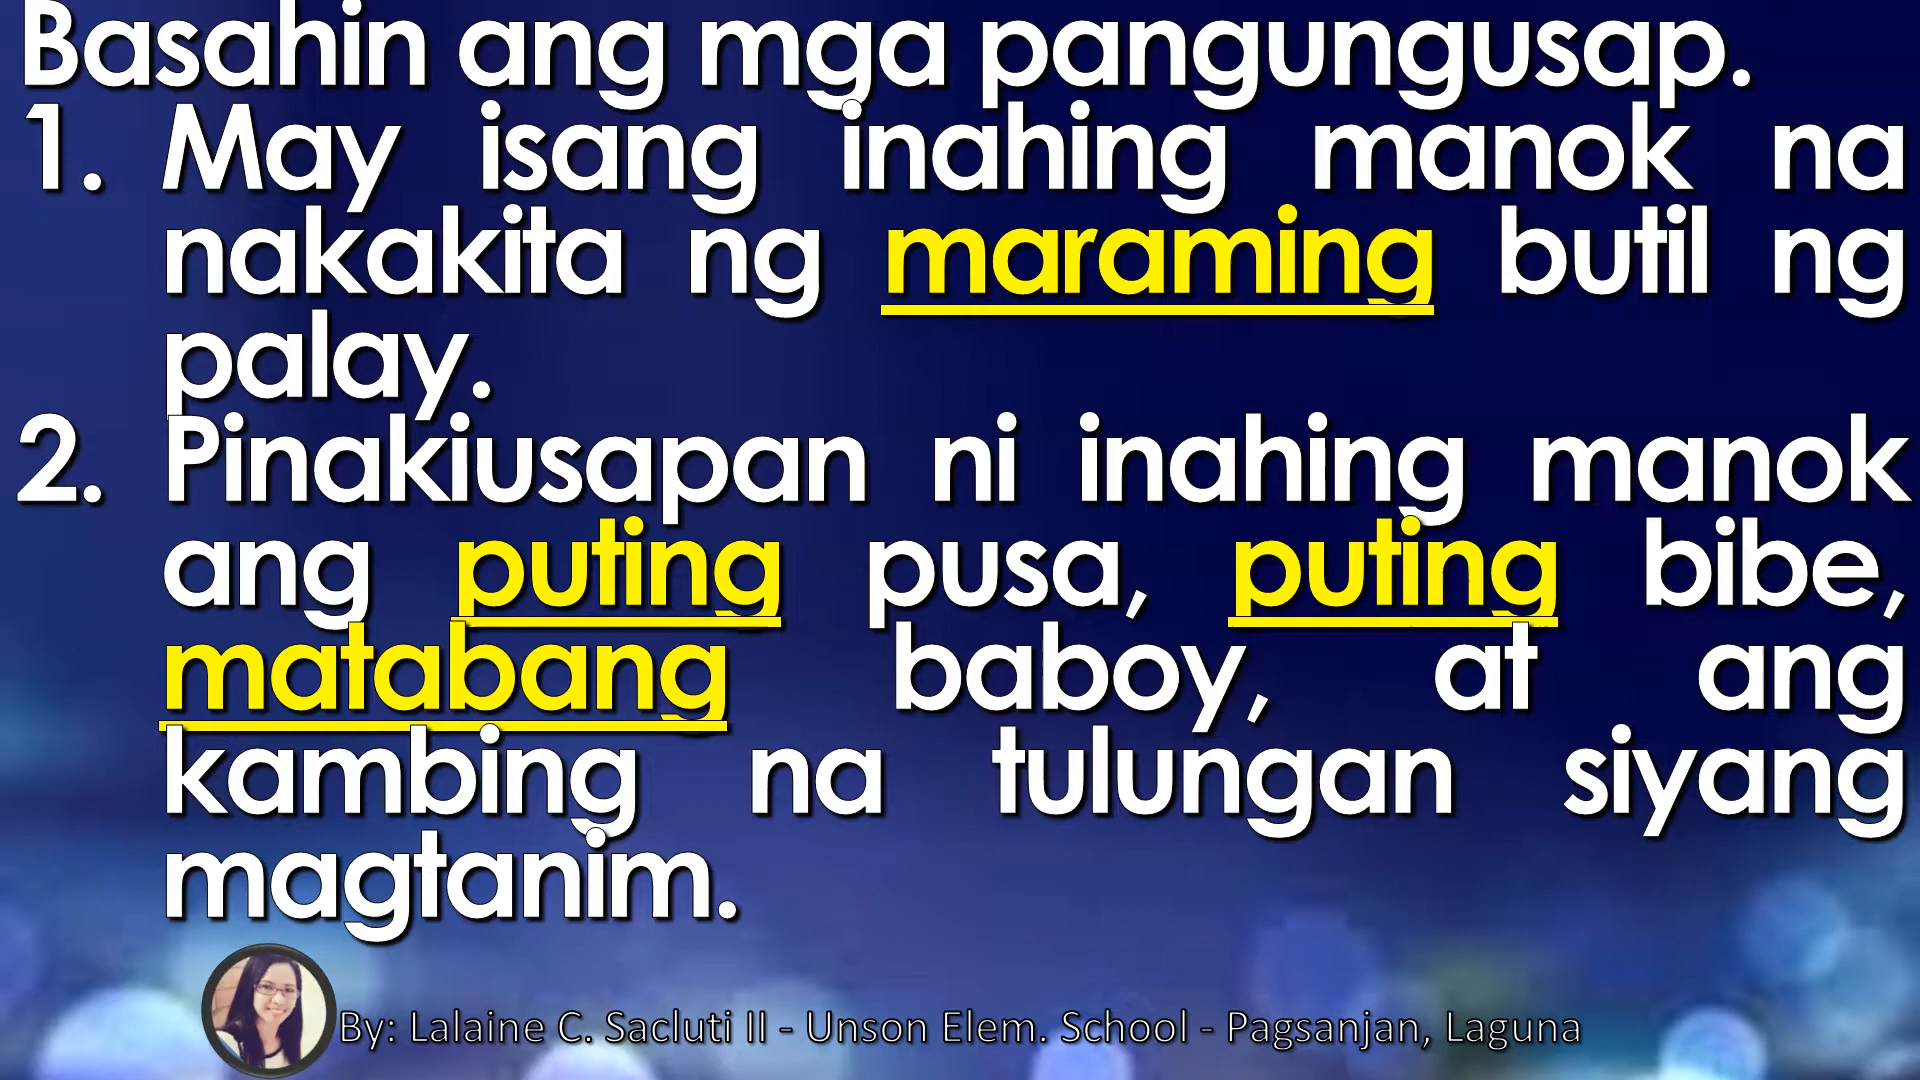 Basahin ang mga pangungusap.
1. May isang inahing manok na
nakakita ng maraming butil ng
palay.
2. Pinakiusapan ni inahing manok
ang puting pusa, puting bibe,
matabang baboy, at ang
kambing na tulungan siyang
magtanim.
By: Lalaine C. Sacluti II - Unson Elem. School - Pagsanjan, Laguna